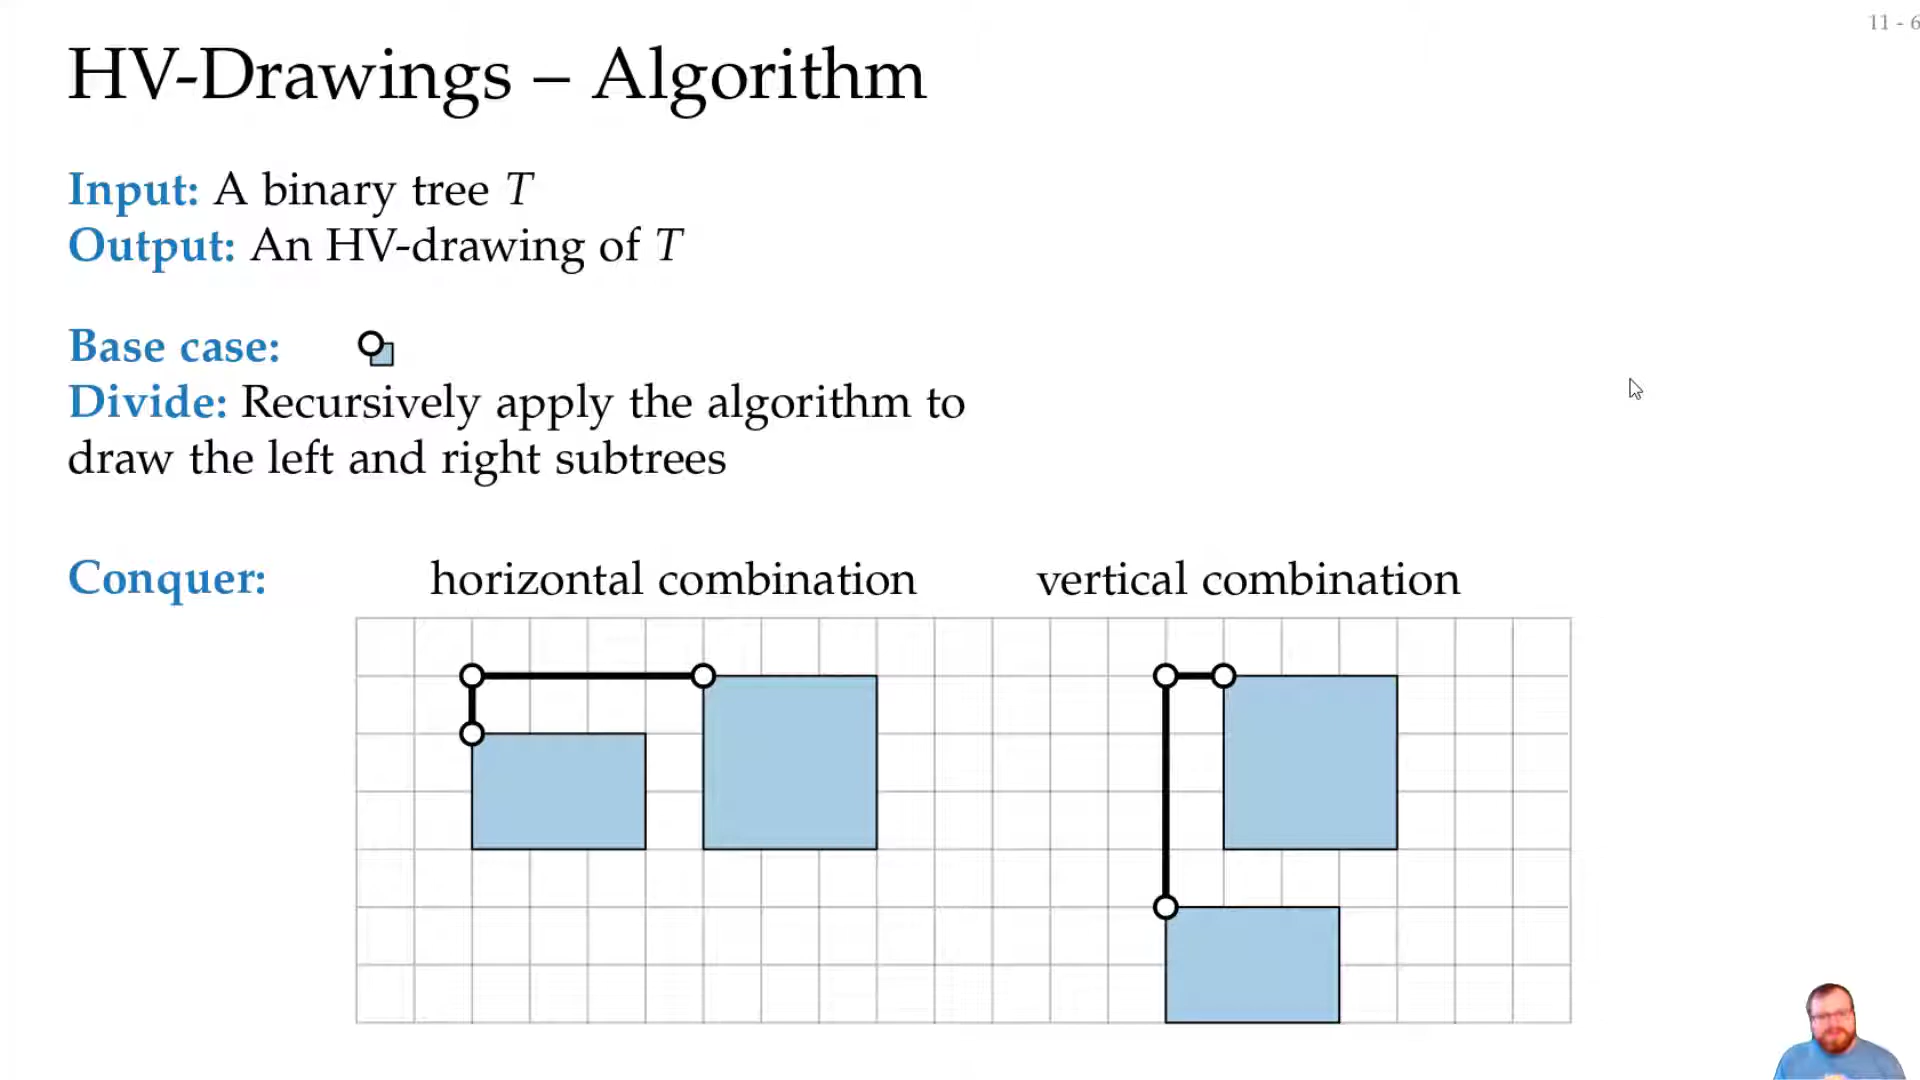 11 - 6
HV-Drawings – Algorithm
Input: A binary tree T
Output: An HV-drawing of T
Base case:
Divide: Recursively apply the algorithm to
draw the left and right subtrees
Conquer: horizontal combination vertical combination